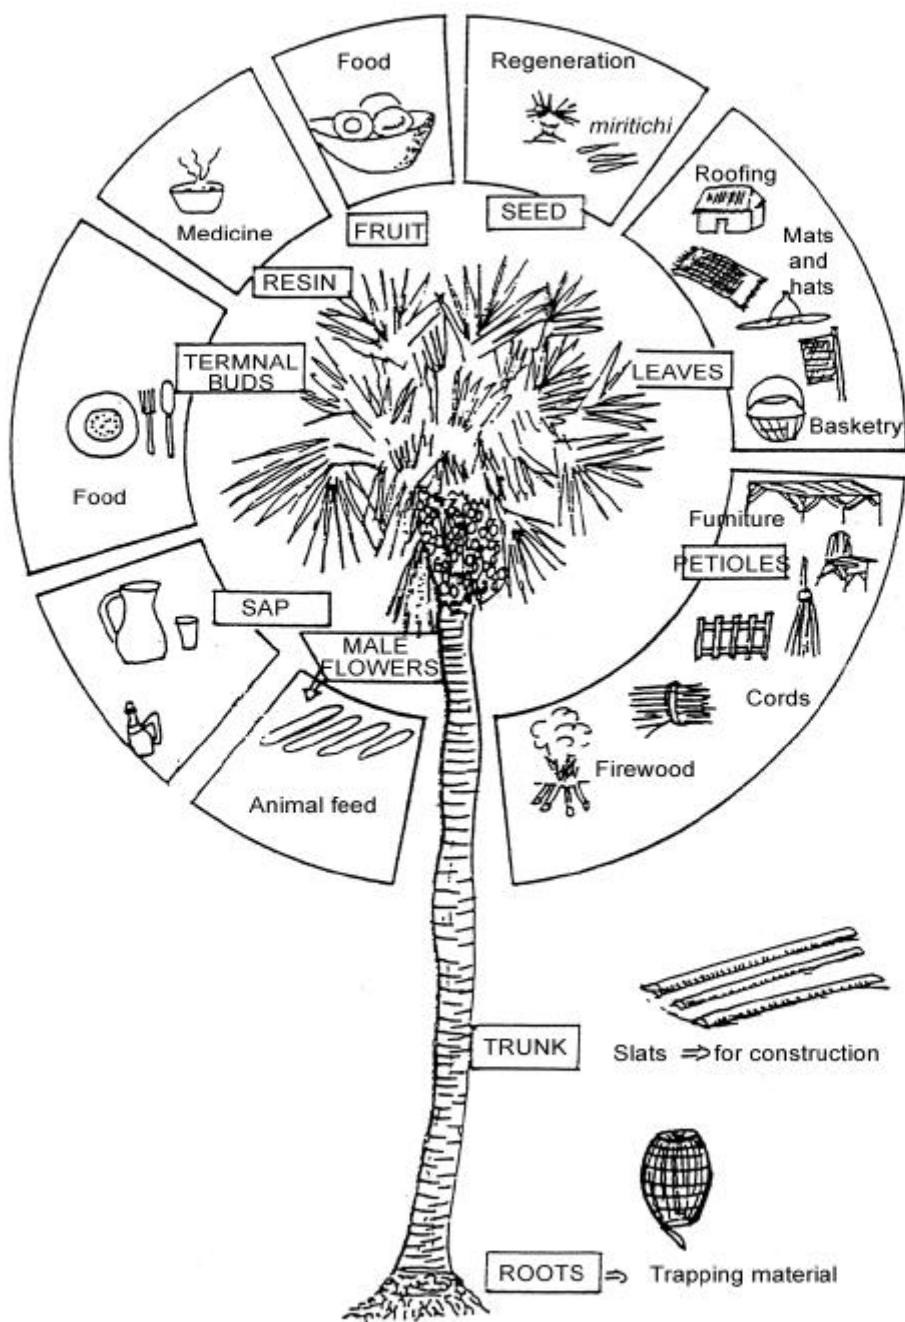 Food
Regeneration
miritichi
Roofing
Medicine
FRUIT
SEED
Mats
and
hats
RESIN
TERMNAL
BUDS
LEAVES
Basketry
Food
Furniture
PETIOLES
SAP
MALE
FLOWERS
Cords
Firewood
Animal feed
TRUNK
Slats ⇒ for construction
ROOTS ⇒ Trapping material